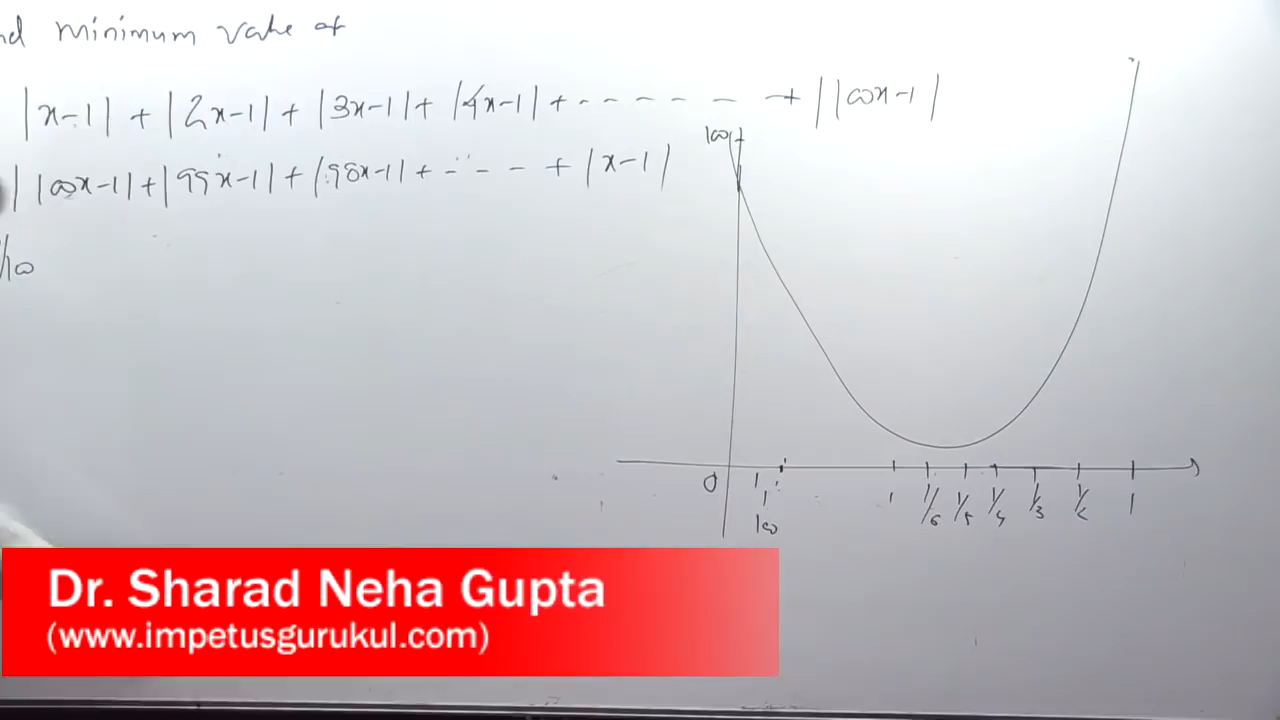 nd minimum value of
|x-1| + |2x-1| + |3x-1| + |4x-1| + - - - - - - + |100x-1|
|100x-1| + |99x-1| + |98x-1| + - - - - + |x-1|
1/100
100
0 1/100 1 1/6 1/5 1/4 1/3 1/2 1
Dr. Sharad Neha Gupta
(www.impetusgurukul.com)